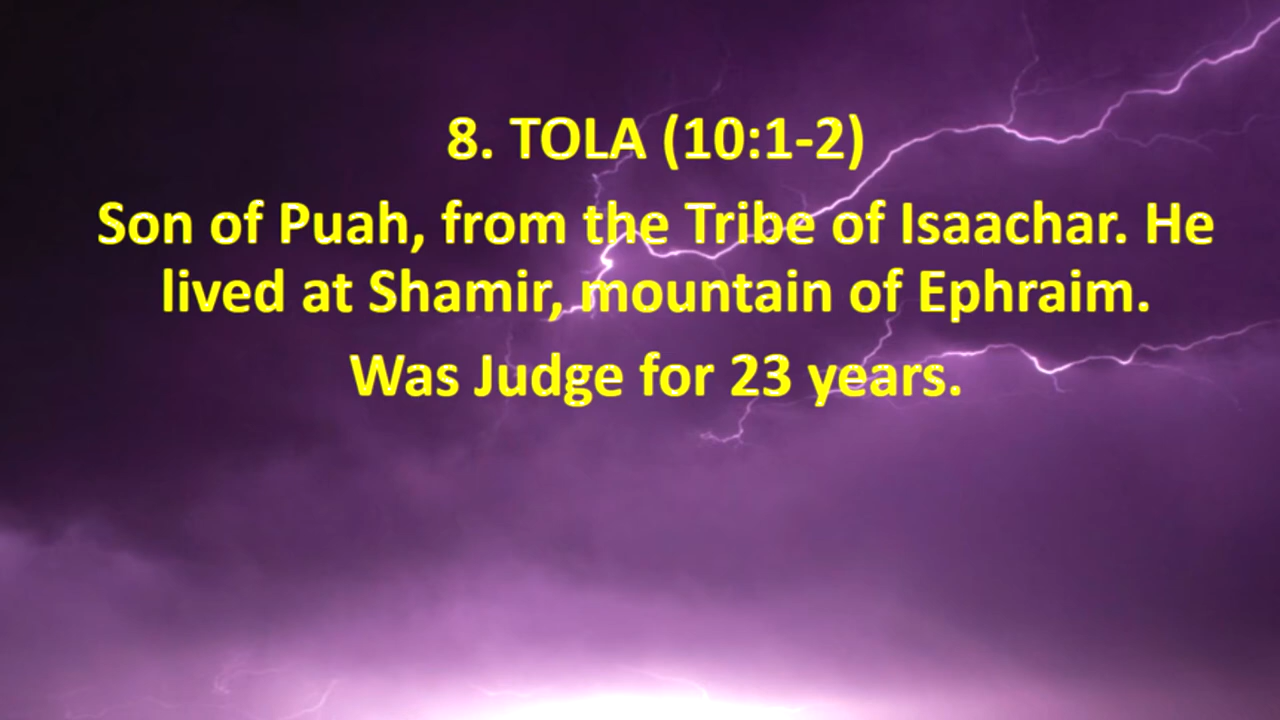 8. TOLA (10:1-2)
Son of Puah, from the Tribe of Isaachar. He
lived at Shamir, mountain of Ephraim.
Was Judge for 23 years.